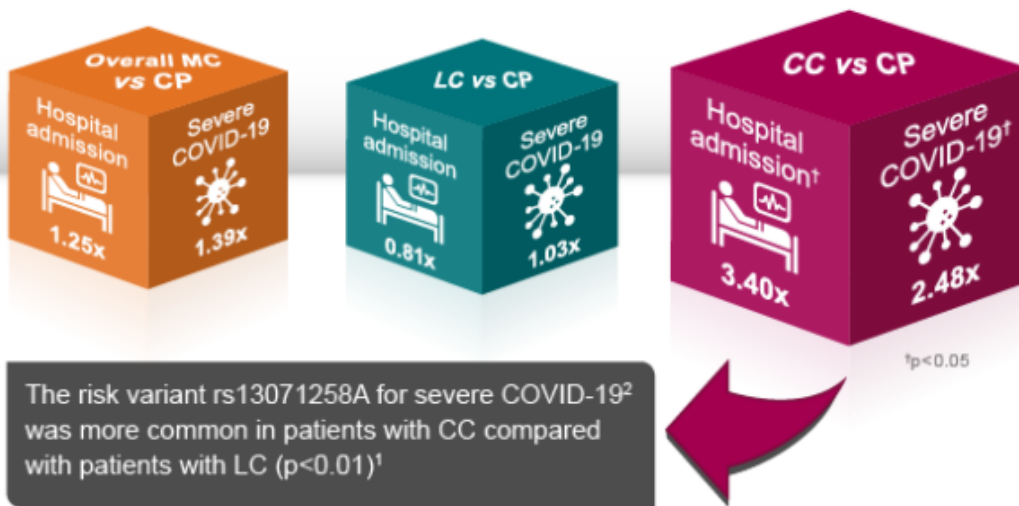 Overall MC
vs CP
Hospital
admission
1.25x
Severe
COVID-19
1.39x
LC vs CP
Hospital
admission
0.81x
Severe
COVID-19
1.03x
CC vs CP
Hospital
admission†
3.40x
Severe
COVID-19†
2.48x
†p<0.05
The risk variant rs13071258A for severe COVID-19²
was more common in patients with CC compared
with patients with LC (p<0.01)¹